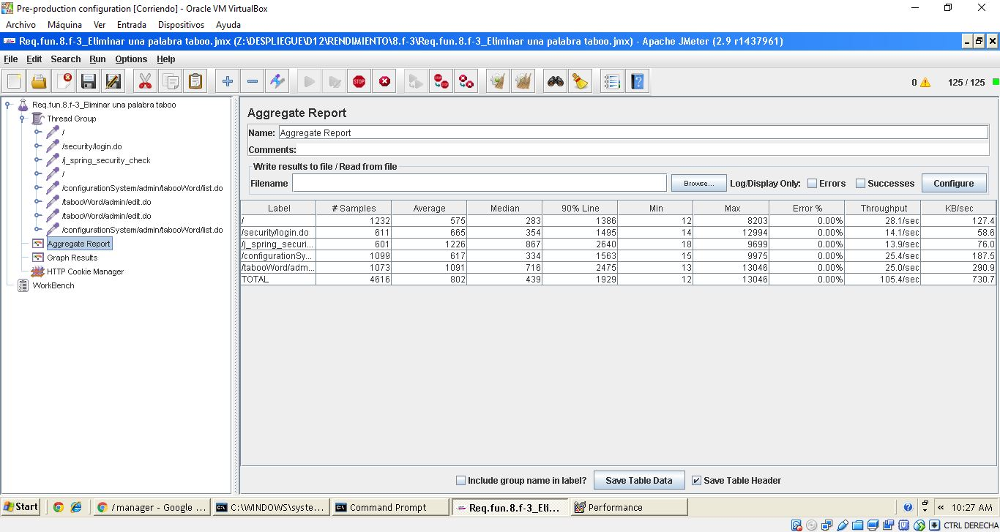 Pre-production configuration [Corriendo] - Oracle VM VirtualBox
Archivo Máquina Ver Entrada Dispositivos Ayuda
Req.fun.8.f-3_Eliminar una palabra taboo.jmx (Z:\DESPLIEGUE\D12\RENDIMIENTO\8.f-3\Req.fun.8.f-3_Eliminar una palabra taboo.jmx) - Apache JMeter (2.9 r1437961)
File Edit Search Run Options Help
STOP
0 125 / 125
Req.fun.8.f-3_Eliminar una palabra taboo
Thread Group
/
/security/login.do
/j_spring_security_check
/
/configurationSystem/admin/tabooWord/list.do
/tabooWord/admin/edit.do
/tabooWord/admin/edit.do
/configurationSystem/admin/tabooWord/list.do
Aggregate Report
Graph Results
HTTP Cookie Manager
WorkBench
Aggregate Report
Name: Aggregate Report
Comments:
Write results to file / Read from file
Filename Browse... Log/Display Only: Errors Successes Configure
Label # Samples Average Median 90% Line Min Max Error % Throughput KB/sec
/ 1232 575 283 1386 12 8203 0.00% 28.1/sec 127.4
/security/login.do 611 665 354 1495 14 12994 0.00% 14.1/sec 58.6
/j_spring_securi... 601 1226 867 2640 18 9699 0.00% 13.9/sec 76.0
/configurationSy... 1099 617 334 1563 15 9975 0.00% 25.4/sec 187.5
/tabooWord/adm... 1073 1091 716 2475 13 13046 0.00% 25.0/sec 290.9
TOTAL 4616 802 439 1929 12 13046 0.00% 105.4/sec 730.7
Include group name in label? Save Table Data Save Table Header
Start /manager - Google ... C:\WINDOWS\syste... Command Prompt Req.fun.8.f-3_Eli... Performance « 10:27 AM
CTRL DERECHA